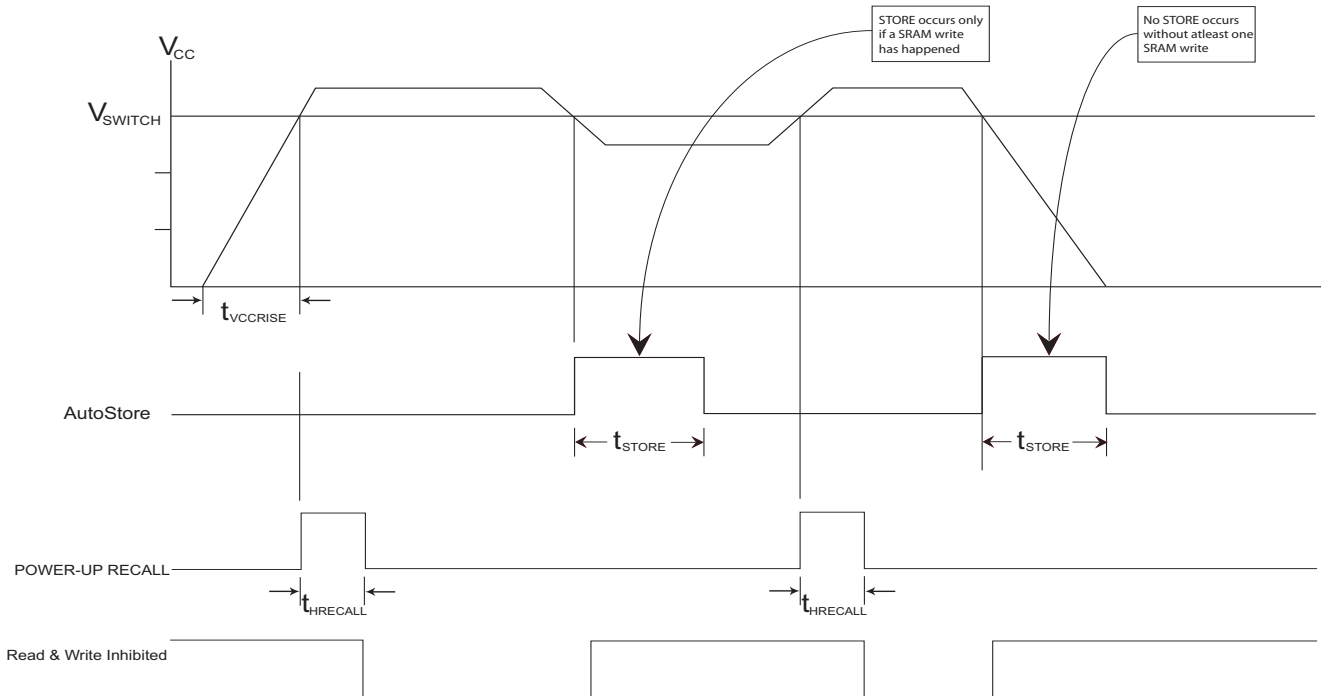 STORE occurs only
if a SRAM write
has happened
No STORE occurs
without atleast one
SRAM write
VCC
VSWITCH
tVCCRISE
AutoStore
tSTORE
tSTORE
POWER-UP RECALL
tHRECALL
tHRECALL
Read & Write Inhibited